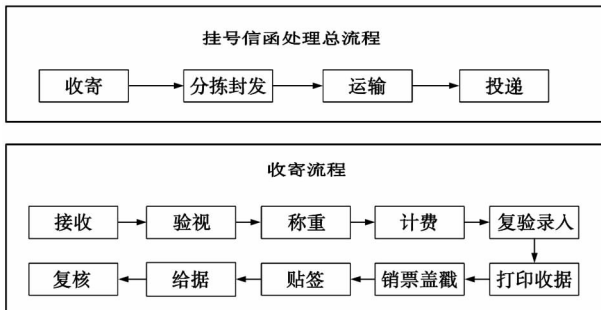 挂号信函处理总流程
收寄 分拣封发 运输 投递
收寄流程
接收 验视 称重 计费 复验录入
复核 给据 贴签 销票盖戳 打印收据